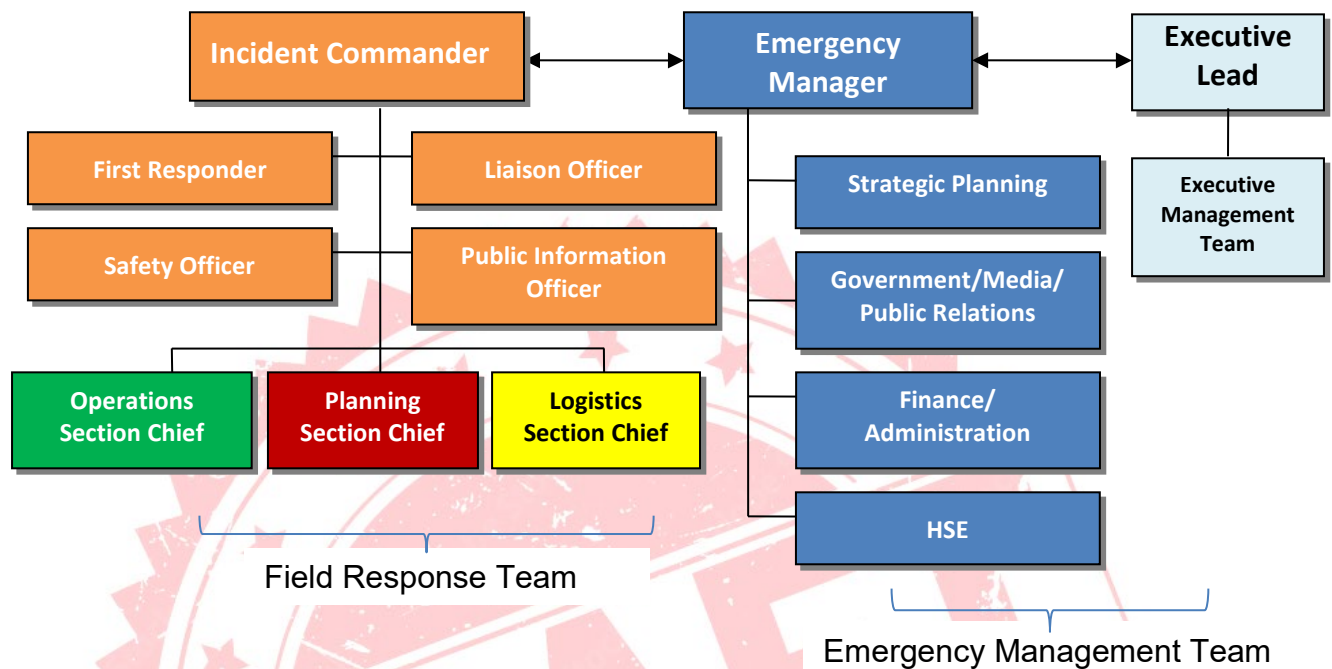 Incident Commander
Emergency
Manager
Executive
Lead
First Responder
Liaison Officer
Safety Officer
Public Information
Officer
Operations
Section Chief
Planning
Section Chief
Logistics
Section Chief
Field Response Team
Strategic Planning
Government/Media/
Public Relations
Finance/
Administration
HSE
Executive
Management
Team
Emergency Management Team